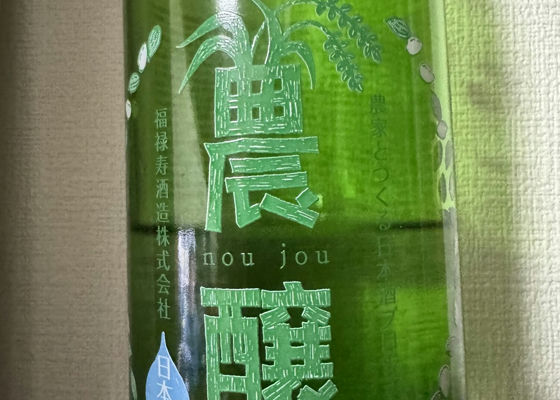 農家とつくる日本酒プロ
農
nou jou
醸
福禄寿酒造株式会社
日本